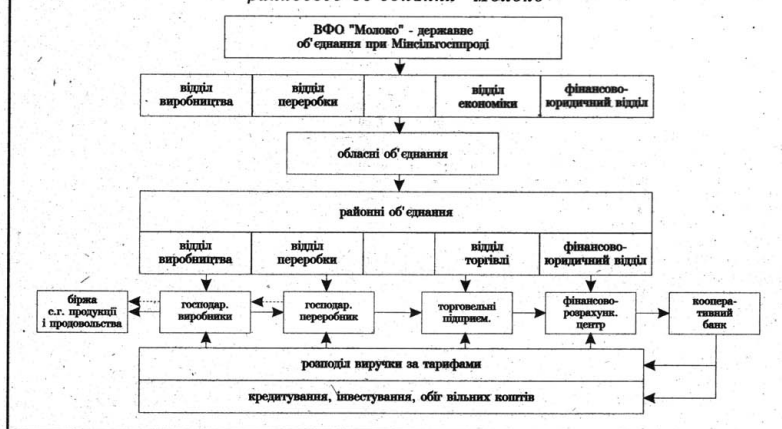 ВФО "Молоко" - державне
об'єднання при Мінсільгосппроді
відділ
виробництва
відділ
переробки
відділ
економіки
фінансово-
юридичний відділ
обласні об'єднання
районні об'єднання
відділ
виробництва
відділ
переробки
відділ
торгівлі
фінансово-
юридичний відділ
біржа
с.г. продукції
і продовольства
господар.
виробники
господар.
переробник
торговельні
підприєм.
фінансово-
розрахунк.
центр
коопера-
тивний
банк
розподіл виручки за тарифами
кредитування, інвестування, обіг вільних коштів